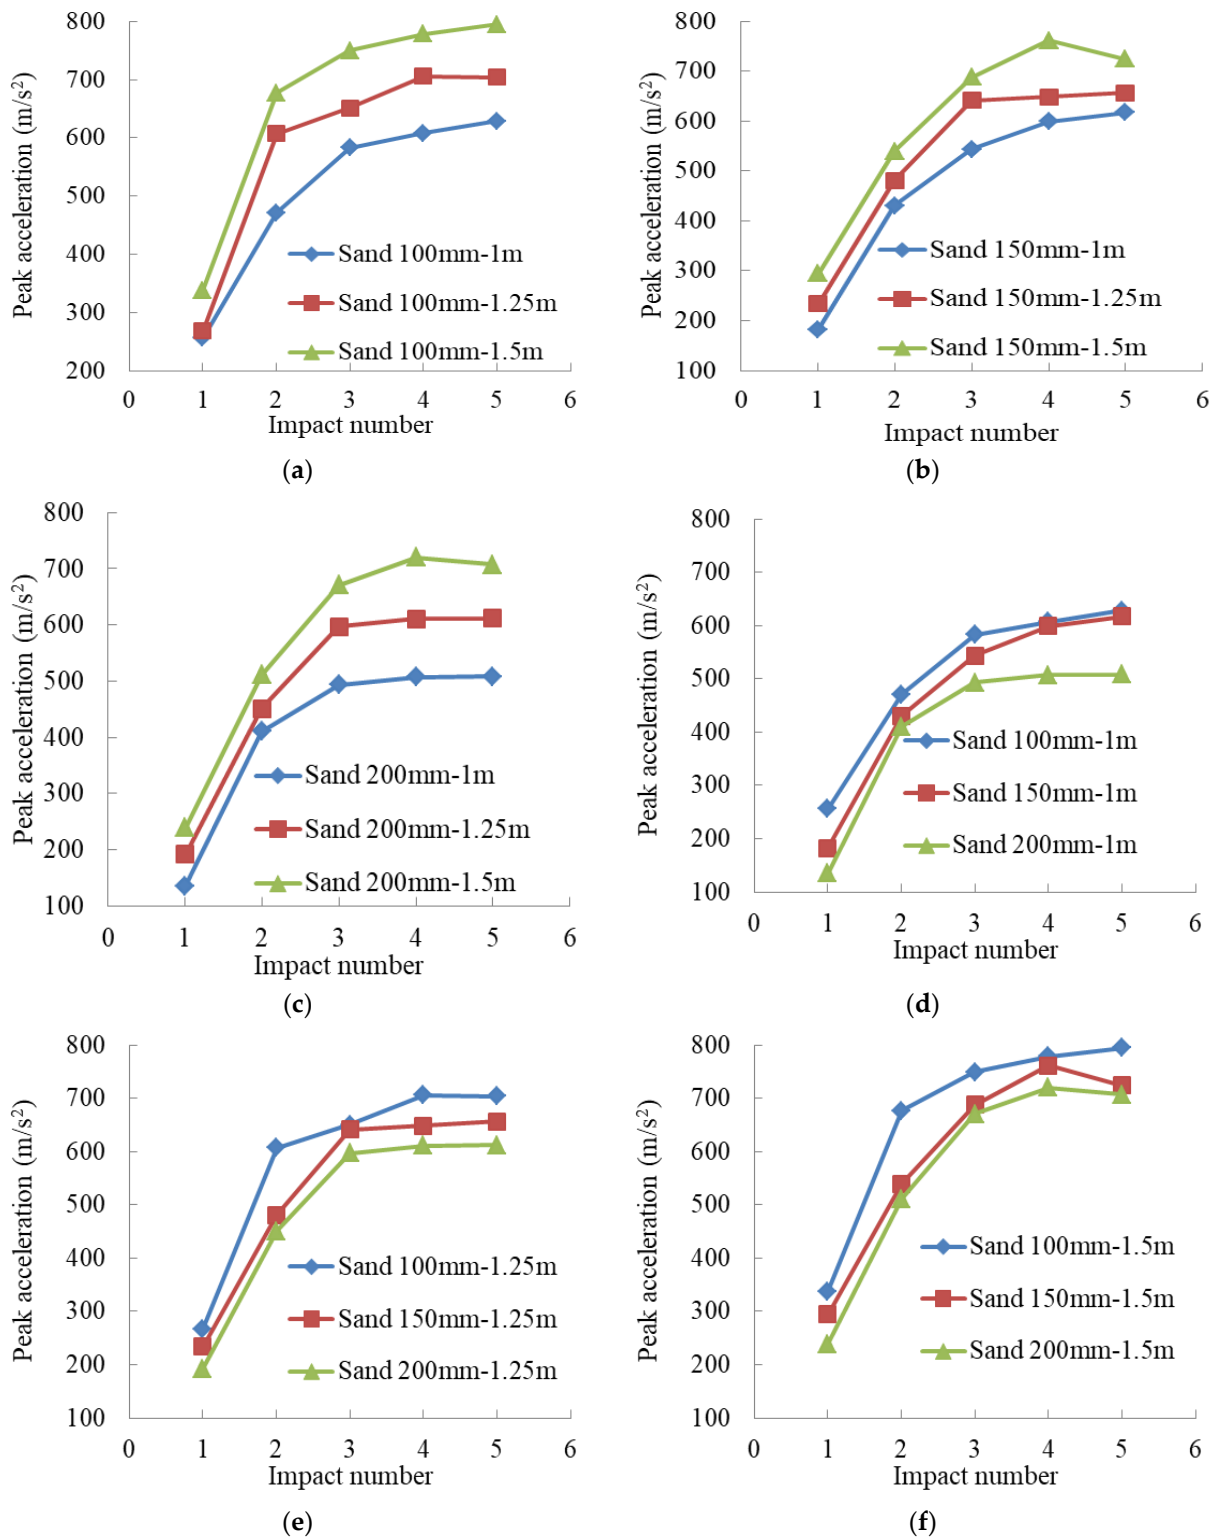 800
700
600
500
400
300
200
Peak acceleration (m/s²)
Sand 100mm-1m
Sand 100mm-1.25m
Sand 100mm-1.5m
0 1 2 3 4 5 6
Impact number
(a)
800
700
600
500
400
300
200
100
Peak acceleration (m/s²)
Sand 150mm-1m
Sand 150mm-1.25m
Sand 150mm-1.5m
0 1 2 3 4 5 6
Impact number
(b)
800
700
600
500
400
300
200
100
Peak acceleration (m/s²)
Sand 200mm-1m
Sand 200mm-1.25m
Sand 200mm-1.5m
0 1 2 3 4 5 6
Impact number
(c)
800
700
600
500
400
300
200
100
Peak acceleration (m/s²)
Sand 100mm-1m
Sand 150mm-1m
Sand 200mm-1m
0 1 2 3 4 5 6
Impact number
(d)
800
700
600
500
400
300
200
100
Peak acceleration (m/s²)
Sand 100mm-1.25m
Sand 150mm-1.25m
Sand 200mm-1.25m
0 1 2 3 4 5 6
Impact number
(e)
800
700
600
500
400
300
200
100
Peak acceleration (m/s²)
Sand 100mm-1.5m
Sand 150mm-1.5m
Sand 200mm-1.5m
0 1 2 3 4 5 6
Impact number
(f)